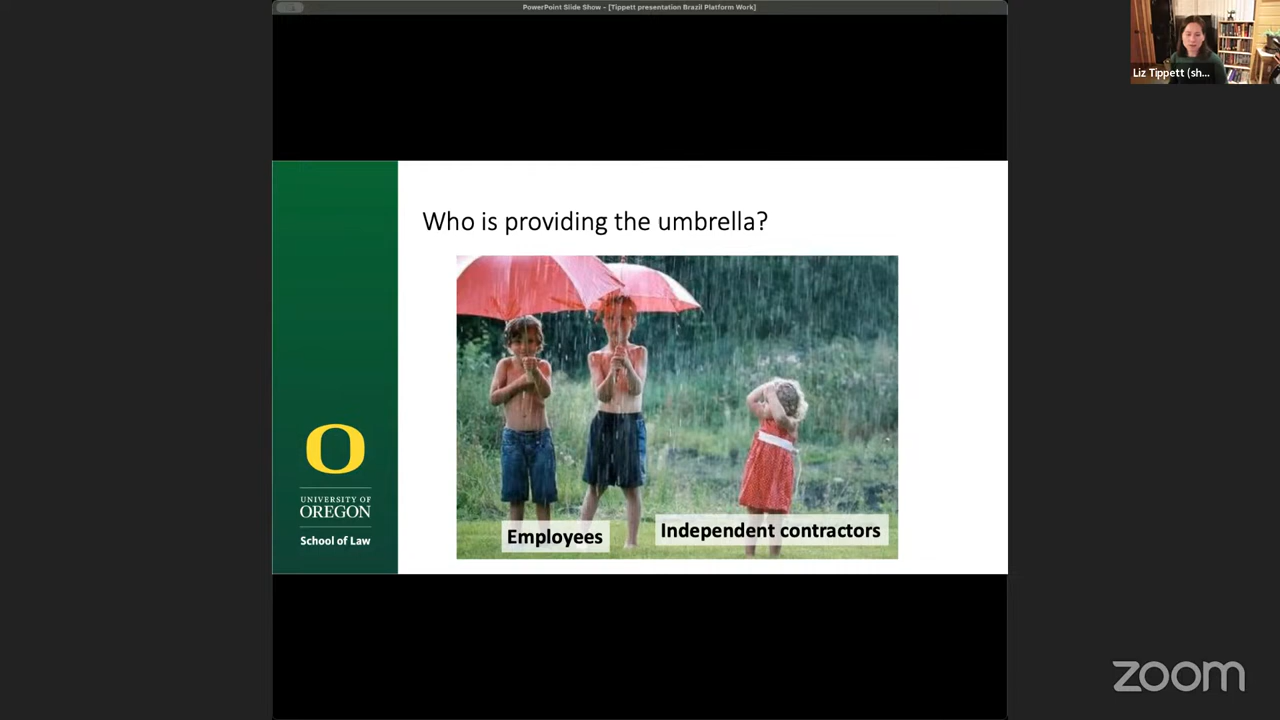 PowerPoint Slide Show - [Tippett presentation Brazil Platform Work]
Liz Tippett (sh...
Who is providing the umbrella?
Employees
Independent contractors
O
UNIVERSITY OF
OREGON
School of Law
zoom